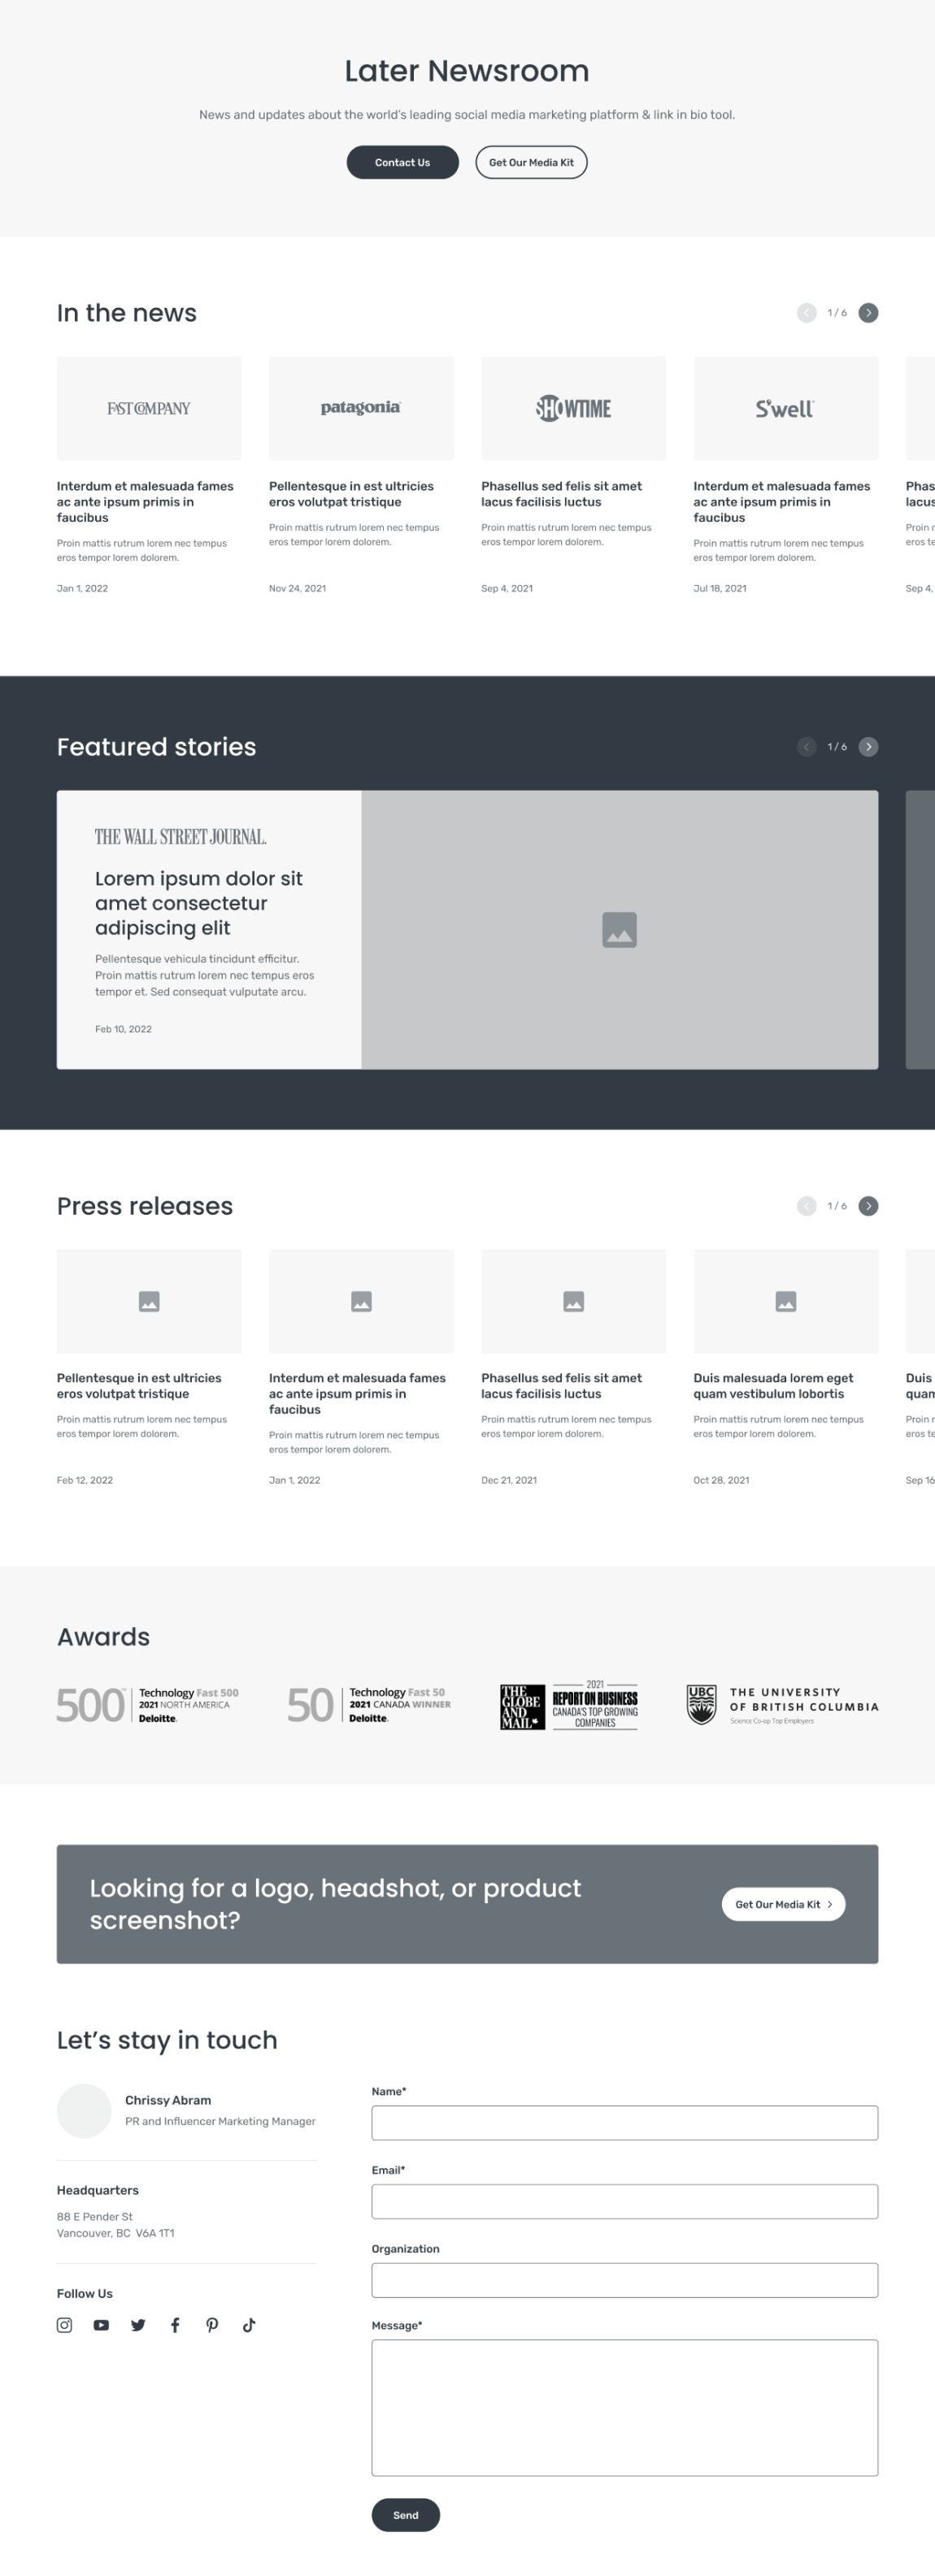 Later Newsroom
News and updates about the world's leading social media marketing platform & link in bio tool.
Contact Us
Get Our Media Kit
In the news
1 / 6
FAST COMPANY
patagonia
SHOWTIME
S'well
Interdum et malesuada fames
ac ante ipsum primis in
faucibus
Proin mattis rutrum lorem nec tempus
eros tempor lorem dolorem.
Jan 1, 2022
Pellentesque in est ultricies
eros volutpat tristique
Proin mattis rutrum lorem nec tempus
eros tempor lorem dolorem.
Nov 24, 2021
Phasellus sed felis sit amet
lacus facilisis luctus
Proin mattis rutrum lorem nec tempus
eros tempor lorem dolorem.
Sep 4, 2021
Interdum et malesuada fames
ac ante ipsum primis in
faucibus
Proin mattis rutrum lorem nec tempus
eros tempor lorem dolorem.
Jul 18, 2021
Phas
lacus
Proin r
eros te
Sep 4,
Featured stories
1 / 6
THE WALL STREET JOURNAL.
Lorem ipsum dolor sit
amet consectetur
adipiscing elit
Pellentesque vehicula tincidunt efficitur.
Proin mattis rutrum lorem nec tempus eros
tempor et. Sed consequat vulputate arcu.
Feb 10, 2022
Press releases
1 / 6
Pellentesque in est ultricies
eros volutpat tristique
Proin mattis rutrum lorem nec tempus
eros tempor lorem dolorem.
Feb 12, 2022
Interdum et malesuada fames
ac ante ipsum primis in
faucibus
Proin mattis rutrum lorem nec tempus
eros tempor lorem dolorem.
Jan 1, 2022
Phasellus sed felis sit amet
lacus facilisis luctus
Proin mattis rutrum lorem nec tempus
eros tempor lorem dolorem.
Dec 21, 2021
Duis malesuada lorem eget
quam vestibulum lobortis
Proin mattis rutrum lorem nec tempus
eros tempor lorem dolorem.
Oct 28, 2021
Duis
quam
Proin r
eros te
Sep 16
Awards
500
Technology Fast 500
2021 NORTH AMERICA
Deloitte.
50
Technology Fast 50
2021 CANADA WINNER
Deloitte.
THE
GLOBE
AND
MAIL
2021
REPORT ON BUSINESS
CANADA'S TOP GROWING
COMPANIES
UBC
THE UNIVERSITY
OF BRITISH COLUMBIA
Science Co-op Top Employers
Looking for a logo, headshot, or product
screenshot?
Get Our Media Kit
Let's stay in touch
Chrissy Abram
PR and Influencer Marketing Manager
Headquarters
88 E Pender St
Vancouver, BC V6A 1T1
Follow Us
Name*
Email*
Organization
Message*
Send